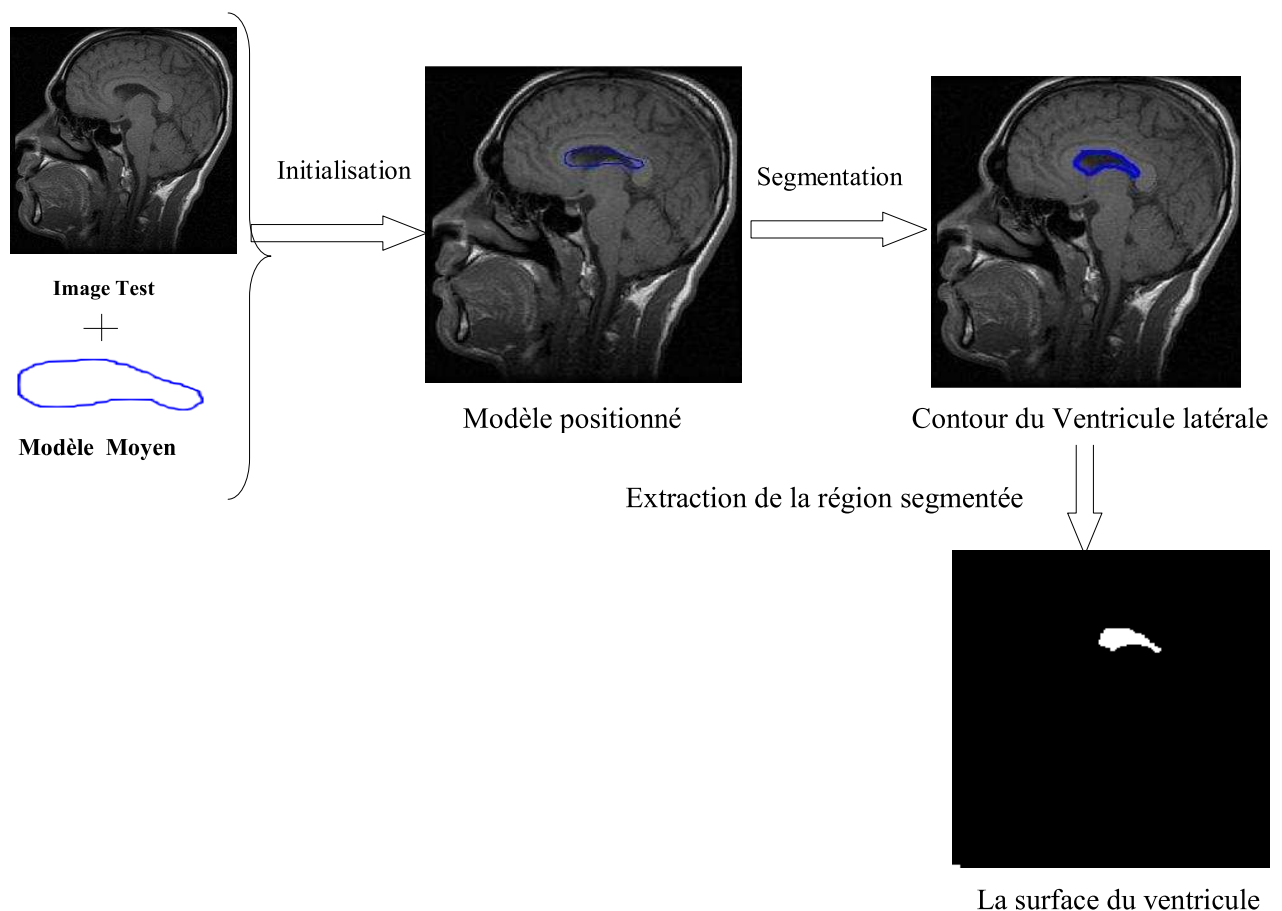 Image Test
Modèle Moyen
Initialisation
Modèle positionné
Segmentation
Contour du Ventricule latérale
Extraction de la région segmentée
La surface du ventricule